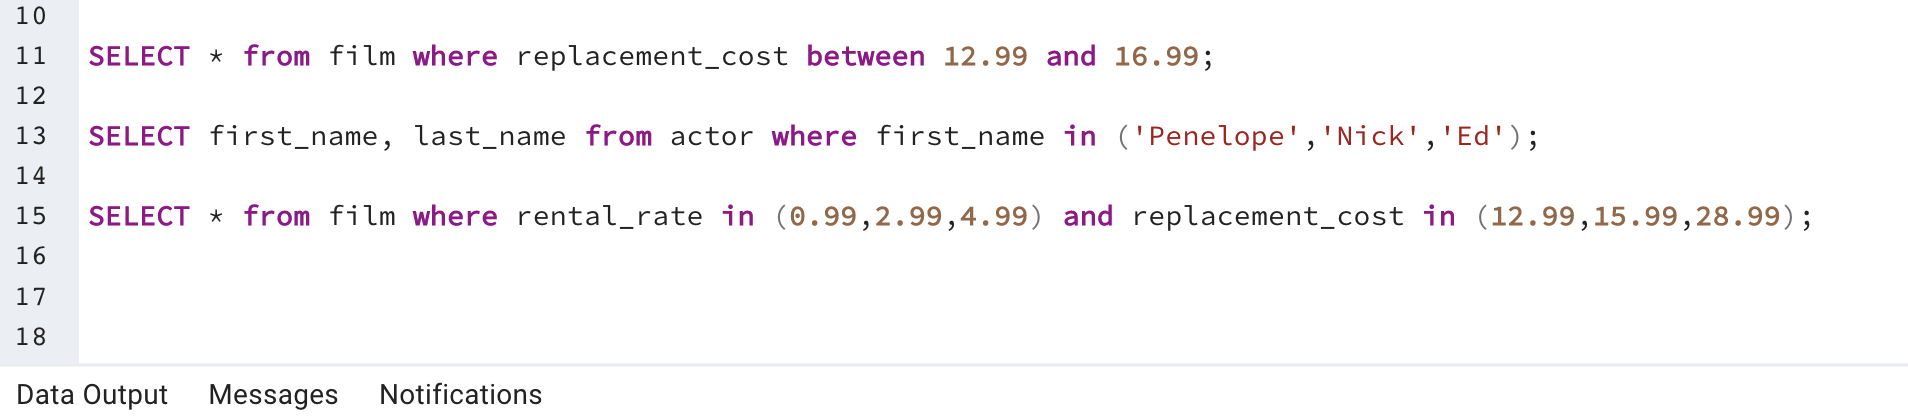 10
11 SELECT * from film where replacement_cost between 12.99 and 16.99;
12
13 SELECT first_name, last_name from actor where first_name in ('Penelope','Nick','Ed');
14
15 SELECT * from film where rental_rate in (0.99,2.99,4.99) and replacement_cost in (12.99,15.99,28.99);
16
17
18
Data Output Messages Notifications